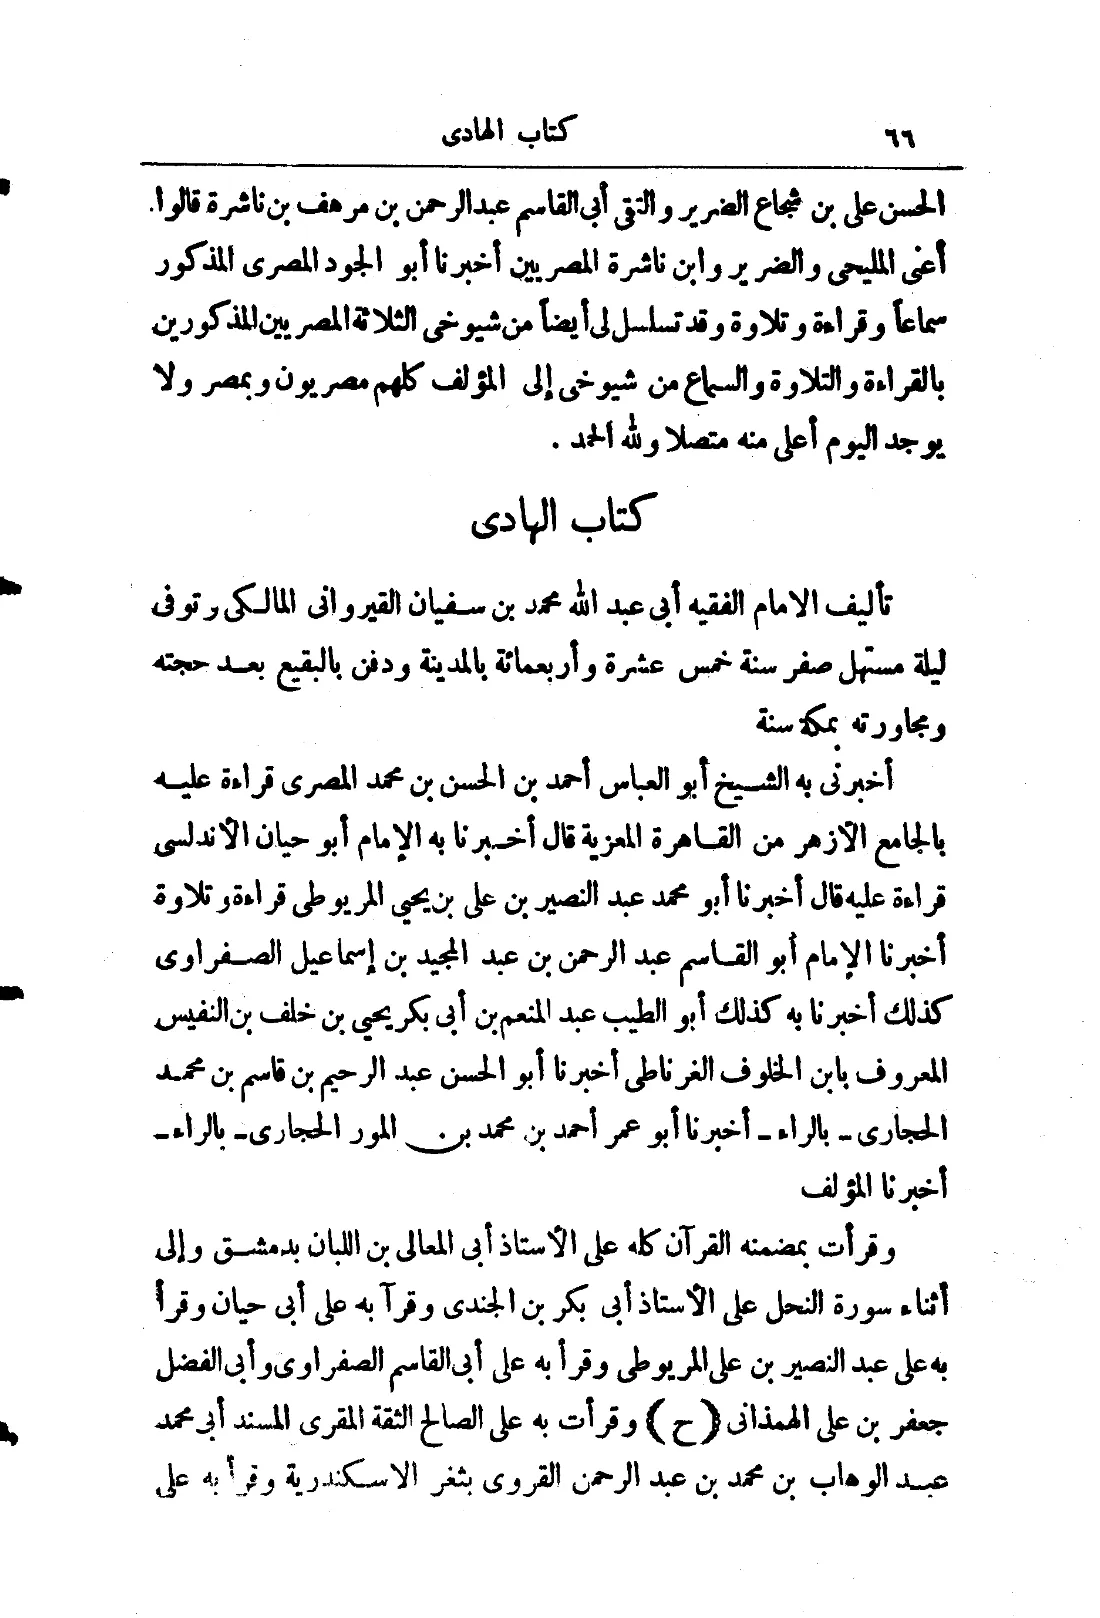 ٦٦ كتاب الهادى
الحسن على بن شجاع الضرير والتقى أبى القاسم عبدالرحمن بن مرهف بن ناشرة قالوا.
أعنى المليحى والضرير وابن ناشرة المصريين أخبرنا أبو الجود المصرى المذكور
سماعاً وقراءة وتلاوة وقد تسلسل لى أيضاً من شيوخى الثلاثة المصريين المذكورين
بالقراءة والتلاوة والسماع من شيوخى إلى المؤلف كلهم مصريون وبمصر ولا
يوجد اليوم أعلى منه متصلا ولله الحمد .
كتاب الهادى
تأليف الامام الفقيه أبى عبد الله محمد بن سفيان القيروانى المالكى وتوفى
ليلة مستهل صفر سنة خمس عشرة وأربعمائة بالمدينة ودفن بالبقيع بعد حجته
ومجاورته بمكة سنة
أخبرنى به الشيخ أبو العباس أحمد بن الحسن بن محمد المصرى قراءة عليه
بالجامع الأزهر من القاهرة المعزية قال أخبرنا به الإمام أبو حيان الأندلسى
قراءة عليه قال أخبرنا أبو محمد عبد النصير بن على بن يحيى المريوطى قراءة وتلاوة
أخبرنا الإمام أبو القاسم عبد الرحمن بن عبد المجيد بن إسماعيل الصفراوى
كذلك أخبرنا به كذلك أبو الطيب عبد المنعم بن أبى بكر يحيى بن خلف بن النفيس
المعروف بابن الخلوف الغرناطى أخبرنا أبو الحسن عبد الرحيم بن قاسم بن محمد
الحجارى - بالراء - أخبرنا أبو عمر أحمد بن محمد بن المور الحجارى - بالراء -
أخبرنا المؤلف
وقرأت بمضمنه القرآن كله على الأستاذ أبى المعالى بن اللبان بدمشق وإلى
أثناء سورة النحل على الأستاذ أبى بكر بن الجندى وقرآ به على أبى حيان وقرأ
به على عبد النصير بن على المريوطى وقرأ به على أبى القاسم الصفراوى وأبى الفضل
جعفر بن على الهمذانى (ح) وقرأت به على الصالح الثقة المقرى المسند أبى محمد
عبد الوهاب بن محمد بن عبد الرحمن القروى بثغر الاسكندرية وقرأ به على